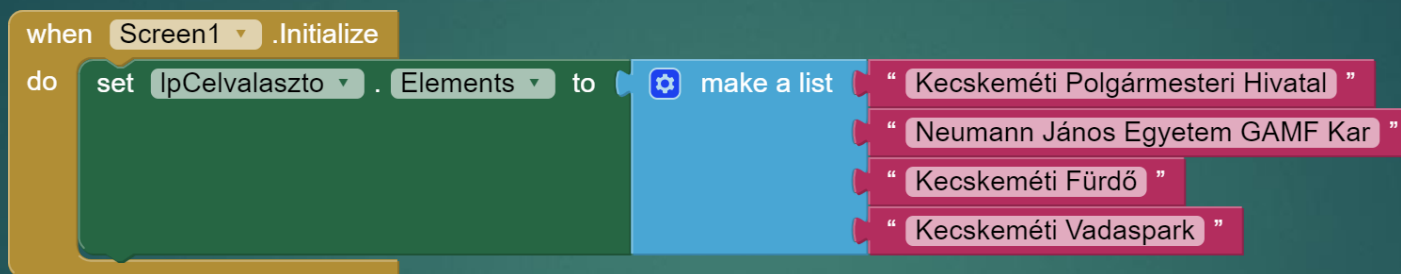 when Screen1 .Initialize
do set lpCelvalaszto . Elements to make a list “ Kecskeméti Polgármesteri Hivatal ”
“ Neumann János Egyetem GAMF Kar ”
“ Kecskeméti Fürdő ”
“ Kecskeméti Vadaspark ”